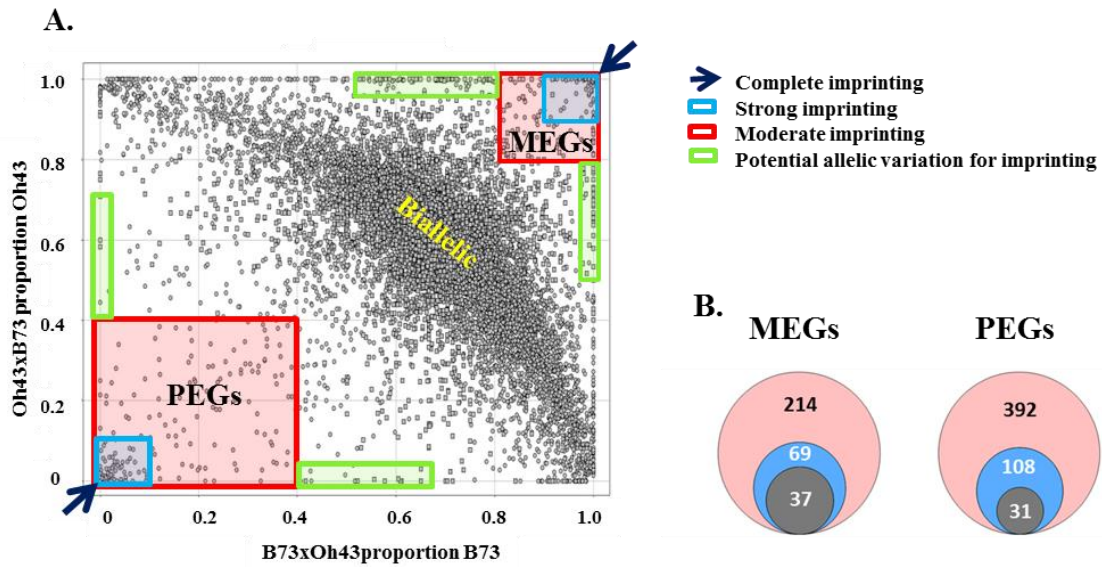 A.
Oh43xB73 proportion Oh43
1.0
0.8
0.6
0.4
0.2
0
MEGs
Biallelic
PEGs
0 0.2 0.4 0.6 0.8 1.0
B73xOh43proportion B73
Complete imprinting
Strong imprinting
Moderate imprinting
Potential allelic variation for imprinting
B.
MEGs PEGs
214 392
69 108
37 31